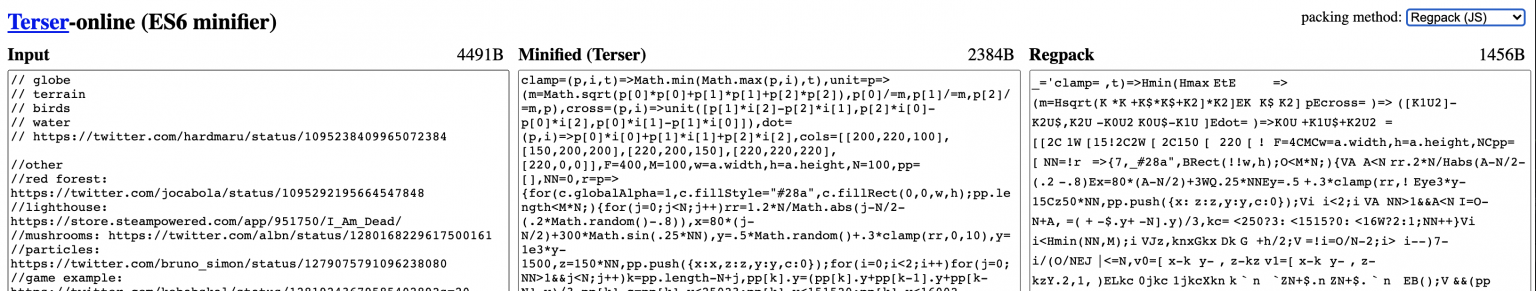 Terser-online (ES6 minifier)
packing method: Regpack (JS)
Input 4491B
Minified (Terser) 2384B
Regpack 1456B
// globe
// terrain
// birds
// water
// https://twitter.com/hardmaru/status/1095238409965072384
//other
//red forest:
https://twitter.com/jocabola/status/1095292195664547848
//lighthouse:
https://store.steampowered.com/app/951750/I_Am_Dead/
//mushrooms: https://twitter.com/albn/status/1280168229617500161
//particles:
https://twitter.com/bruno_simon/status/1279075791096238080
//game example:
clamp=(p,i,t)=>Math.min(Math.max(p,i),t),unit=p=>
(m=Math.sqrt(p[0]*p[0]+p[1]*p[1]+p[2]*p[2]),p[0]/=m,p[1]/=m,p[2]/
=m,p),cross=(p,i)=>unit([p[1]*i[2]-p[2]*i[1],p[2]*i[0]-
p[0]*i[2],p[0]*i[1]-p[1]*i[0]]),dot=
(p,i)=>p[0]*i[0]+p[1]*i[1]+p[2]*i[2],cols=[[200,220,100],
[150,200,200],[220,200,150],[220,220,220],
[220,0,0]],F=400,M=100,w=a.width,h=a.height,N=100,pp=
[],NN=0,r=p=>
{for(c.globalAlpha=1,c.fillStyle="#28a",c.fillRect(0,0,w,h);pp.le
ngth<M*N;){for(j=0;j<N;j++)rr=1.2*N/Math.abs(j-N/2-
(.2*Math.random()-.8)),x=80*(j-
N/2)+300*Math.sin(.25*NN),y=.5*Math.random()+.3*clamp(rr,0,10),y=
1e3*y-
1500,z=150*NN,pp.push({x:x,z:z,y:y,c:0});for(i=0;i<2;i++)for(j=0;
NN>1&&j<N;j++)k=pp.length-N+j,pp[k].y=(pp[k-1].y+pp[k-
_='clamp= ,t)=>Hmin(Hmax EtE =>
(m=Hsqrt(K *K +K$*K$+K2]*K2]EK K$ K2] pEcross= )=> ([K1U2]-
K2U$,K2U -K0U2 K0U$-K1U ]Edot= )=>K0U +K1U$+K2U2 =
[[2C 1W [15!2C2W [ 2C150 [ 220 [ ! F=4CMCw=a.width,h=a.height,NCpp=
[ NN=!r =>{7,_#28a",BRect(!!w,h);O<M*N;){VA A<N rr.2*N/Habs(A-N/2-
(.2 -.8)Ex=80*(A-N/2)+3WQ.25*NNEy=.5 +.3*clamp(rr,! Eye3*y-
15Cz50*NN,pp.push({x: z:z,y:y,c:0});Vi i<2;i VA NN>1&&A<N I=O-
N+A, =( + -$.y+ -N].y)/3,kc= <250?3: <1515?0: <16W?2:1;NN++}Vi
i<Hmin(NN,M);i VJz,knxGkx Dk G +h/2;V =!i=O/N-2;i> i--)7-
i/(O/NEJ |<=N,v0=[ x-k y- , z-kz v1=[ x-k y- , z-
kzY.2,1, )ELkc 0jkc 1jkcXkn k`n `ZN+$.n ZN+$.`n EB();V &&(pp